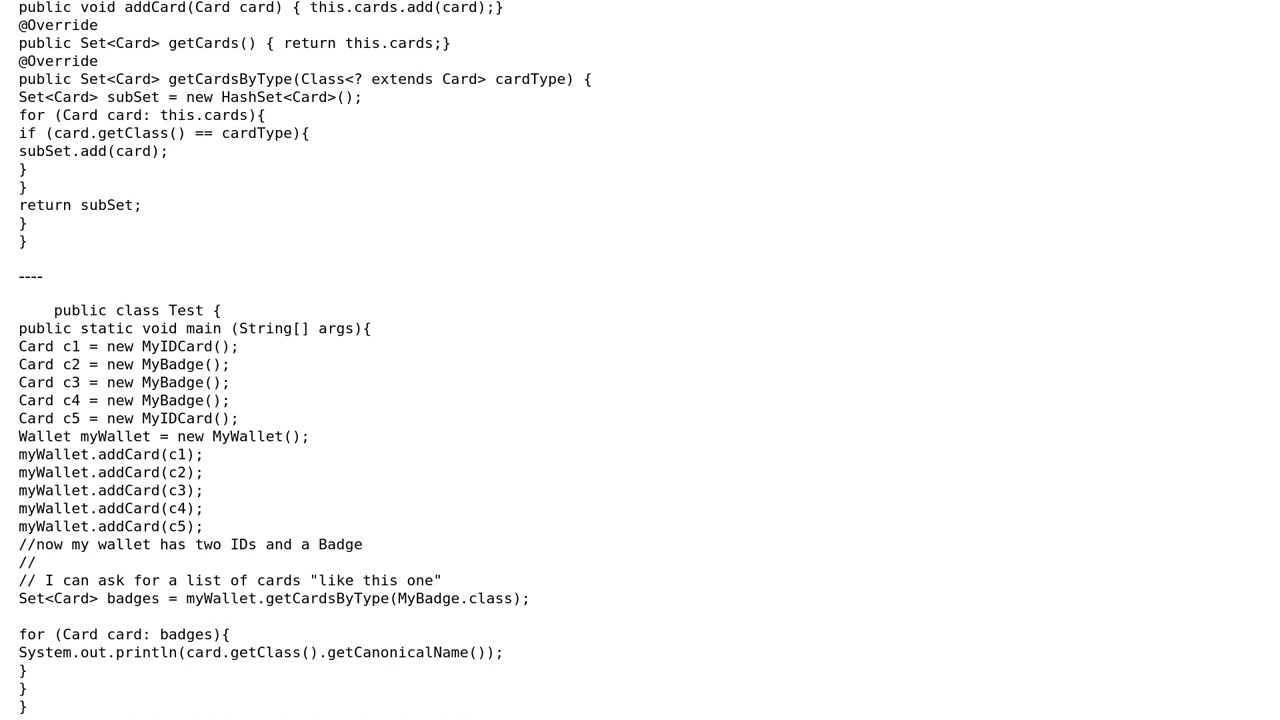 public void addCard(Card card) { this.cards.add(card);}
@Override
public Set<Card> getCards() { return this.cards;}
@Override
public Set<Card> getCardsByType(Class<? extends Card> cardType) {
Set<Card> subSet = new HashSet<Card>();
for (Card card: this.cards){
if (card.getClass() == cardType){
subSet.add(card);
}
}
return subSet;
}
}
----
public class Test {
public static void main (String[] args){
Card c1 = new MyIDCard();
Card c2 = new MyBadge();
Card c3 = new MyBadge();
Card c4 = new MyBadge();
Card c5 = new MyIDCard();
Wallet myWallet = new MyWallet();
myWallet.addCard(c1);
myWallet.addCard(c2);
myWallet.addCard(c3);
myWallet.addCard(c4);
myWallet.addCard(c5);
//now my wallet has two IDs and a Badge
//
// I can ask for a list of cards "like this one"
Set<Card> badges = myWallet.getCardsByType(MyBadge.class);
for (Card card: badges){
System.out.println(card.getClass().getCanonicalName());
}
}
}